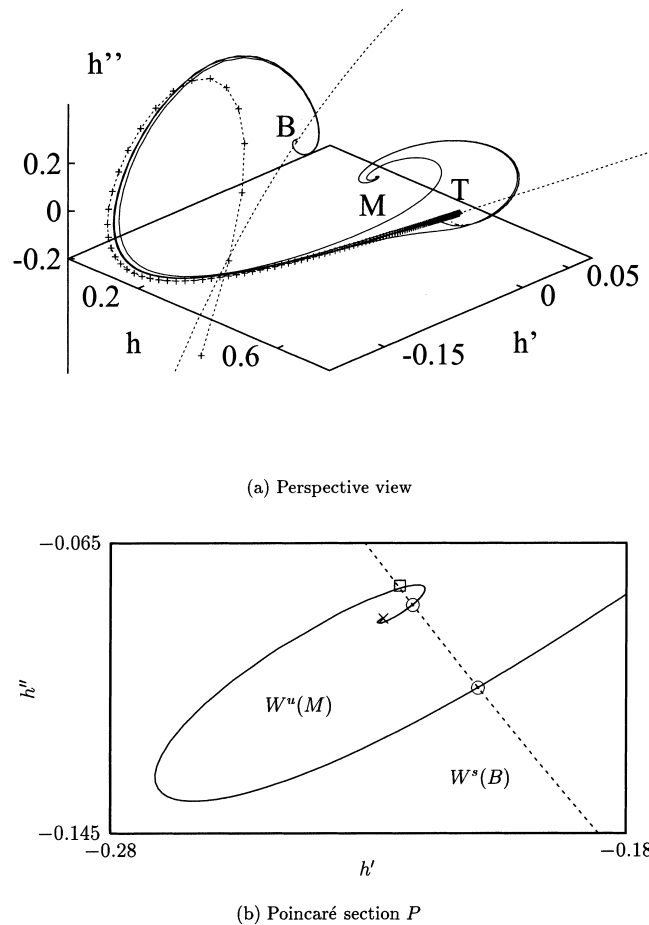 h’’
B
0.2
T
M
0
-0.2
0.2
0.05
0
h
h’
0.6
-0.15
(a) Perspective view
−0.065
h′′
W^u(M)
W^s(B)
−0.145
−0.28
−0.18
h′
(b) Poincaré section P